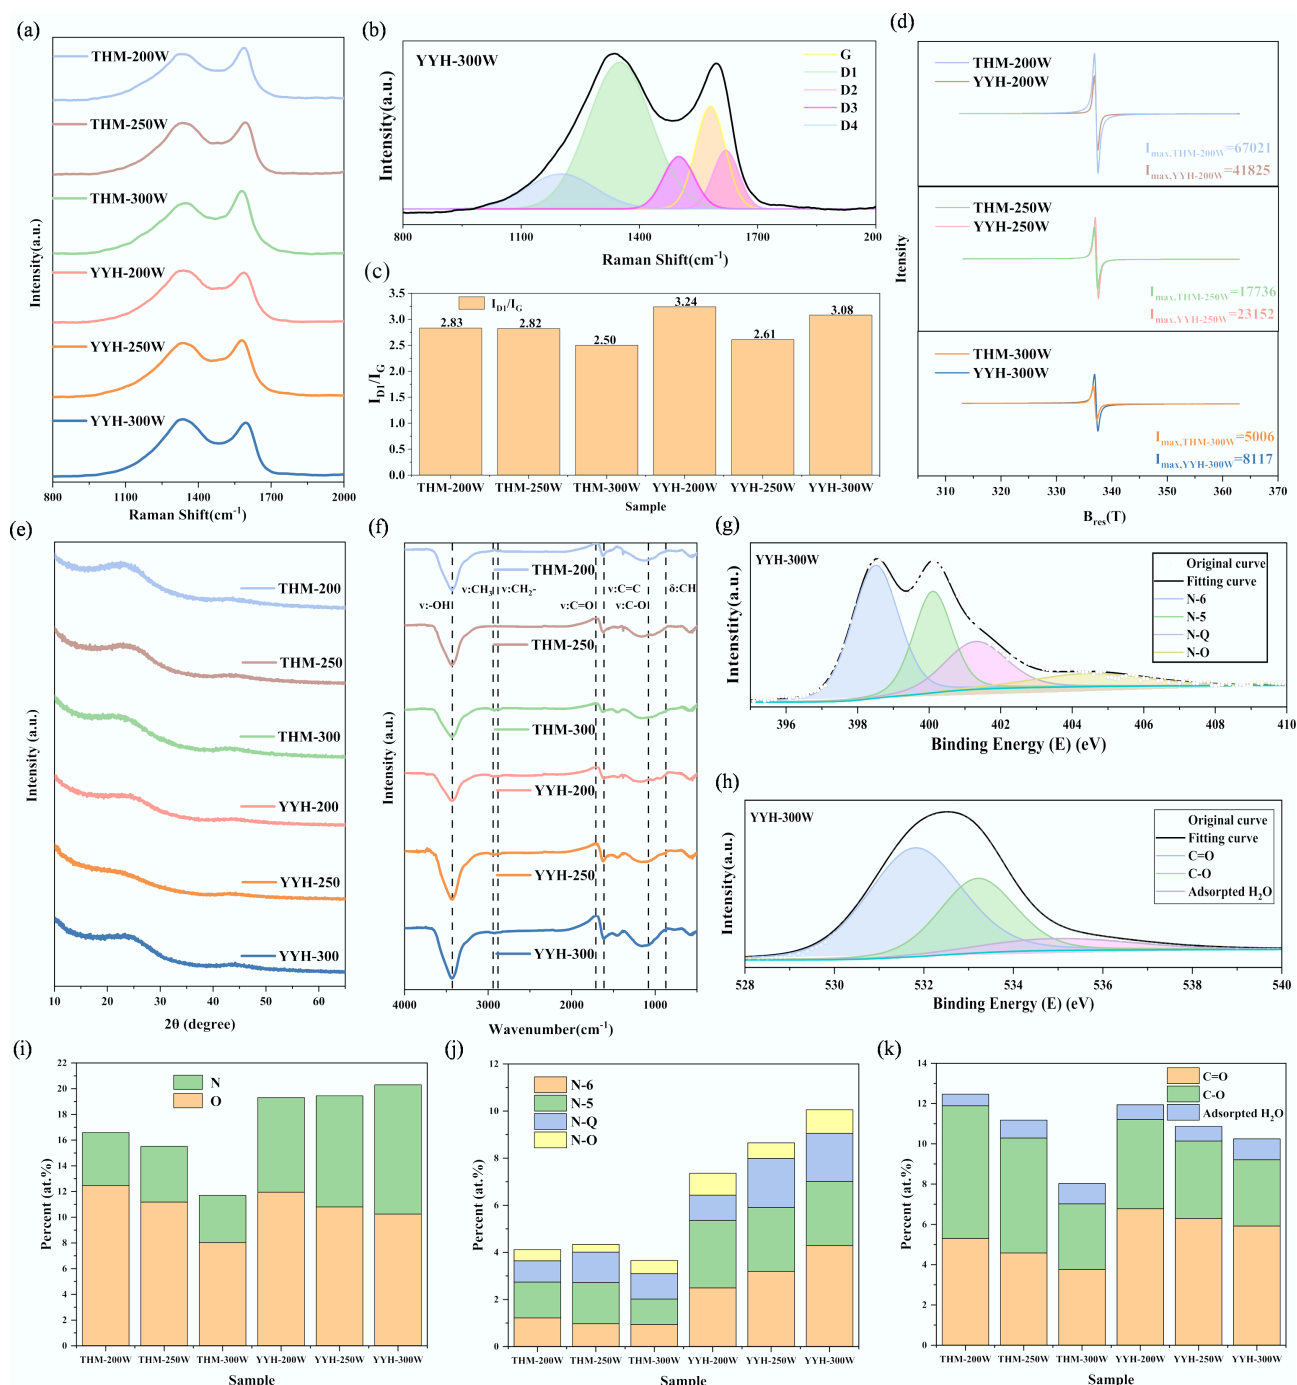 (a)
THM-200W
THM-250W
THM-300W
YYH-200W
YYH-250W
YYH-300W
Intensity(a.u.)
800 1100 1400 1700 2000
Raman Shift(cm-1)
(b)
YYH-300W
G
D1
D2
D3
D4
Intensity(a.u.)
800 1100 1400 1700 200
Raman Shift(cm-1)
(c)
ID1/IG
3.5
3.0
2.5
2.0
1.5
1.0
0.5
0.0
2.83 2.82 2.50 3.24 2.61 3.08
ID1/IG
THM-200W THM-250W THM-300W YYH-200W YYH-250W YYH-300W
Sample
(d)
THM-200W
YYH-200W
Imax,THM-200W=67021
Imax,YYH-200W=41825
THM-250W
YYH-250W
Imax,THM-250W=17736
Imax,YYH-250W=23152
THM-300W
YYH-300W
Imax,THM-300W=5006
Imax,YYH-300W=8117
Itensity
310 320 330 340 350 360 370
Bres(T)
(e)
THM-200
THM-250
THM-300
YYH-200
YYH-250
YYH-300
Intensity (a.u.)
10 20 30 40 50 60
2θ (degree)
(f)
THM-200
ν:-OH ν:CH3 ν:CH2- ν:C=O ν:C=C ν:C-O δ:CH
THM-250
THM-300
YYH-200
YYH-250
YYH-300
Intensity (a.u.)
4000 3000 2000 1000
Wavenumber(cm-1)
(g)
YYH-300W
Original curve
Fitting curve
N-6
N-5
N-Q
N-O
Intenstity(a.u.)
396 398 400 402 404 406 408 410
Binding Energy (E) (eV)
(h)
YYH-300W
Original curve
Fitting curve
C=O
C-O
Adsorpted H2O
Intensity(a.u.)
528 530 532 534 536 538 540
Binding Energy (E) (eV)
(i)
N
O
22
20
18
16
14
12
10
8
6
4
2
0
Percent (at.%)
THM-200W THM-250W THM-300W YYH-200W YYH-250W YYH-300W
Sample
(j)
N-6
N-5
N-Q
N-O
12
10
8
6
4
2
0
Percent (at.%)
THM-200W THM-250W THM-300W YYH-200W YYH-250W YYH-300W
Sample
(k)
C=O
C-O
Adsorpted H2O
14
12
10
8
6
4
2
0
Percent (at.%)
THM-200W THM-250W THM-300W YYH-200W YYH-250W YYH-300W
Sample